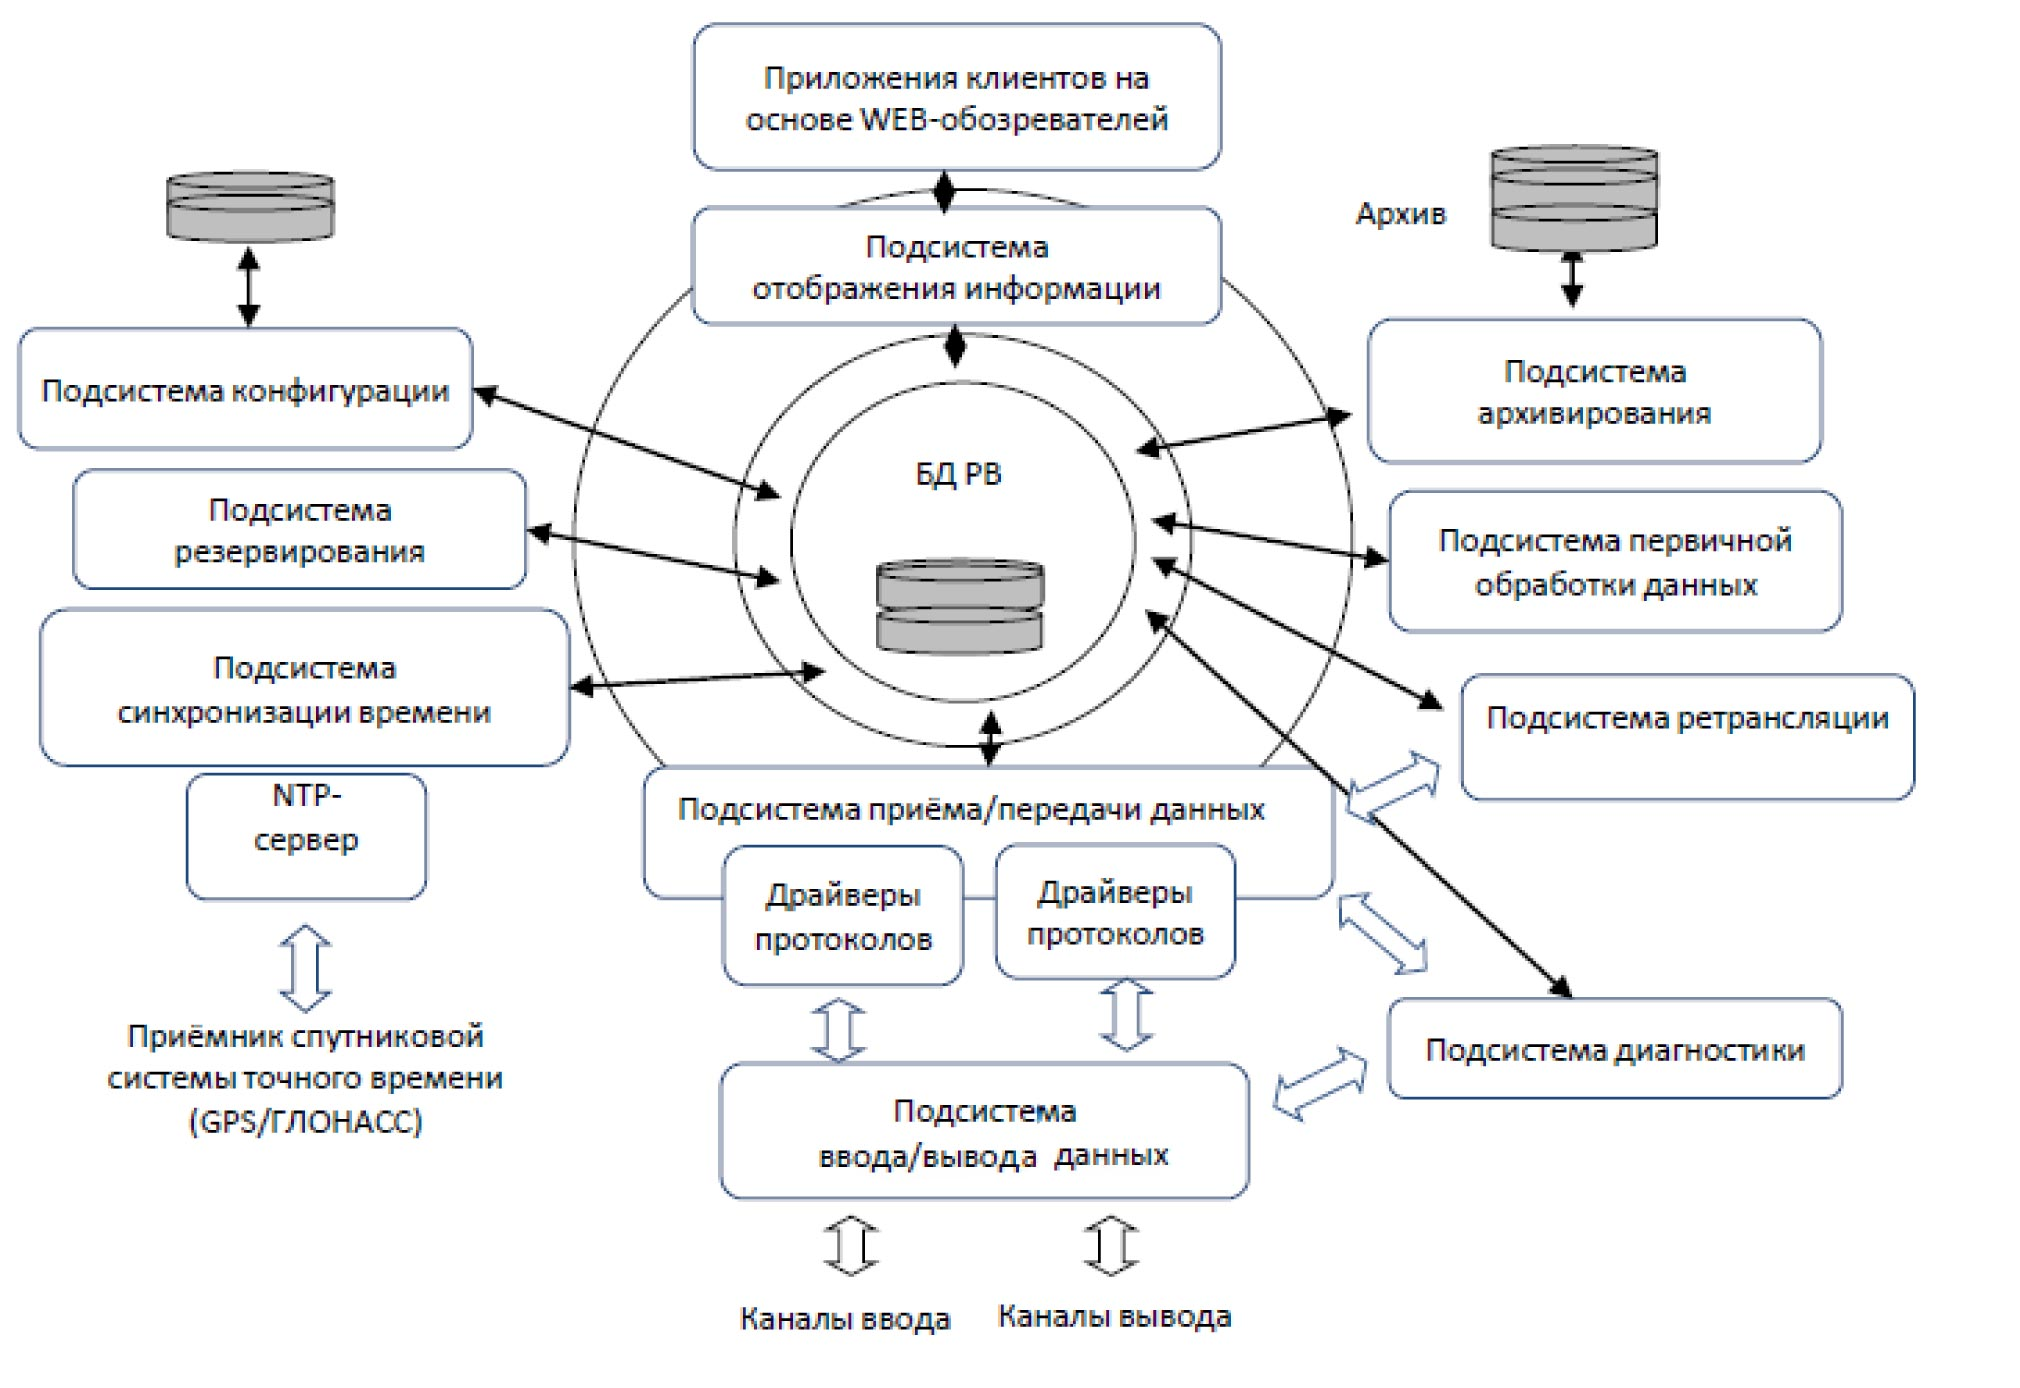 Приложения клиентов на
основе WEB-обозревателей
Подсистема
отображения информации
Архив
Подсистема конфигурации
Подсистема
архивирования
БД РВ
Подсистема
резервирования
Подсистема первичной
обработки данных
Подсистема
синхронизации времени
Подсистема ретрансляции
NTP-
сервер
Подсистема приёма/передачи данных
Драйверы
протоколов
Драйверы
протоколов
Приёмник спутниковой
системы точного времени
(GPS/ГЛОНАСС)
Подсистема диагностики
Подсистема
ввода/вывода данных
Каналы ввода
Каналы вывода